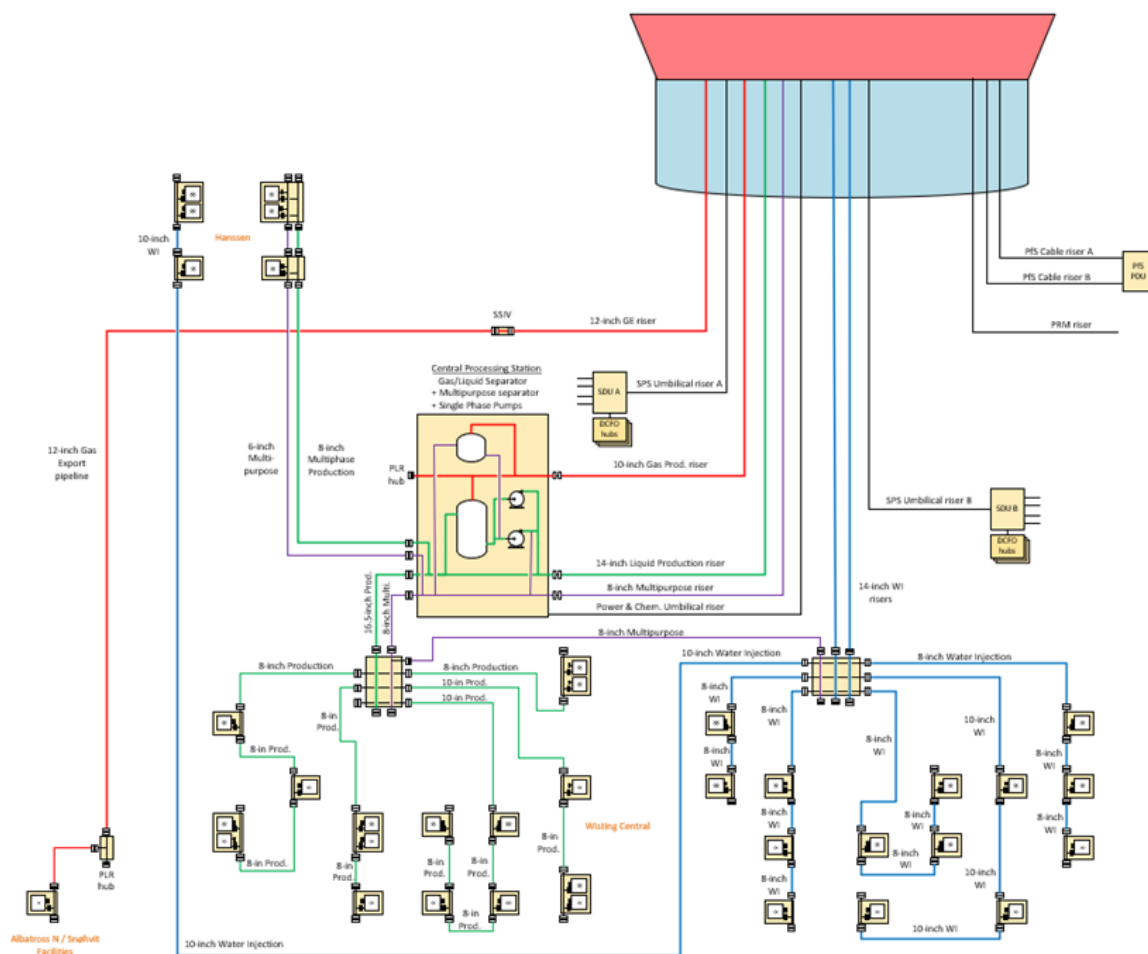 10-inch
WI
Hanssen
SSIV
12-inch GE riser
PfS Cable riser A
PfS Cable riser B
PfS
PDU
PRM riser
Central Processing Station
Gas/Liquid Separator
+ Multipurpose separator
+ Single Phase Pumps
SDU A
DCFO
hubs
SPS Umbilical riser A
12-inch Gas
Export
pipeline
6-inch
Multi-
purpose
8-inch
Multiphase
Production
PLR
hub
10-inch Gas Prod. riser
SPS Umbilical riser B
SDU B
DCFO
hubs
14-inch Liquid Production riser
8-inch Multipurpose riser
Power & Chem. Umbilical riser
14-inch WI
risers
16.5-inch Prod.
8-inch Multi.
8-inch Multipurpose
8-inch Production
8-inch Production
10-in Prod.
10-in Prod.
10-inch Water Injection
8-inch Water Injection
8-in
Prod.
8-in Prod.
8-in Prod.
8-in
Prod.
8-in
Prod.
8-in
Prod.
8-in
Prod.
8-in
Prod.
Wisting Central
8-inch
WI
8-inch
WI
8-inch
WI
8-inch
WI
8-inch
WI
8-inch
WI
8-inch
WI
8-inch
WI
10-inch
WI
10-inch
WI
8-inch
WI
8-inch
WI
10-inch WI
PLR
hub
Albatross N / Snøhvit
Facilities
10-inch Water Injection